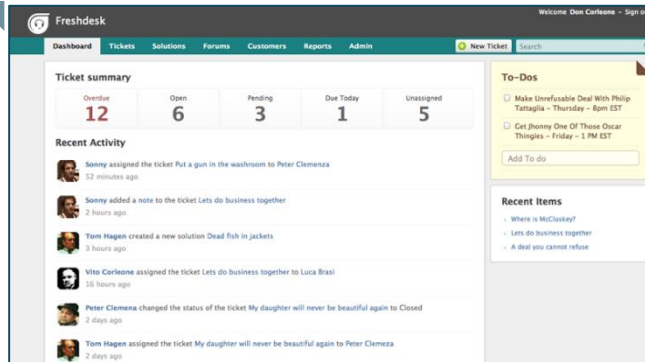 Welcome Don Corleone – Sign o
Freshdesk
Dashboard Tickets Solutions Forums Customers Reports Admin
New Ticket Search
Ticket summary
Overdue Open Pending Due Today Unassigned
12 6 3 1 5
Recent Activity
Sonny assigned the ticket Put a gun in the washroom to Peter Clemenza
52 minutes ago
Sonny added a note to the ticket Lets do business together
2 hours ago
Tom Hagen created a new solution Dead fish in jackets
3 hours ago
Vito Corleone assigned the ticket Lets do business together to Luca Brasi
16 hours ago
Peter Clemena changed the status of the ticket My daughter will never be beautiful again to Closed
2 days ago
Tom Hagen assigned the ticket My daughter will never be beautiful again to Peter Clemeza
2 days ago
To-Dos
Make Unrefusable Deal With Philip
Tattaglia – Thursday – 8pm EST
Get Jhonny One Of Those Oscar
Thingies – Friday – 1 PM EST
Add To do
Recent Items
Where is McCluskey?
Lets do business together
A deal you cannot refuse